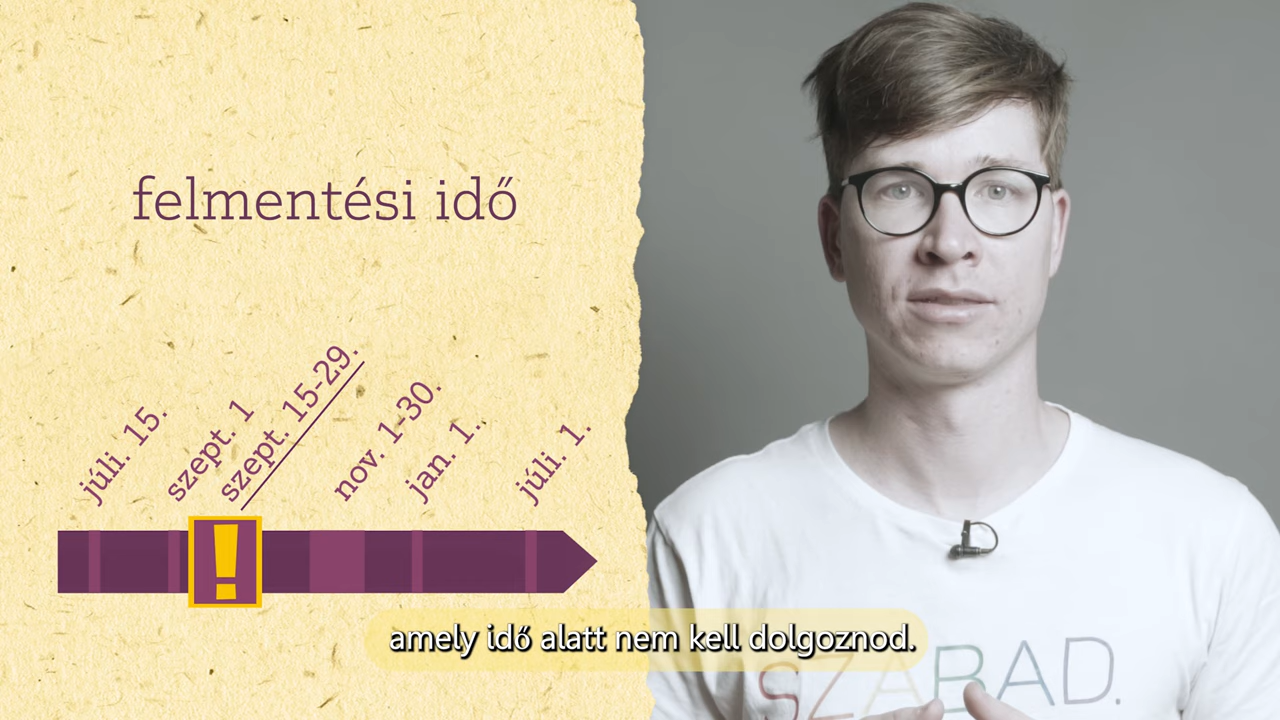 felmentési idő
júli. 15.
szept. 1
szept. 15-29.
nov. 1-30.
jan. 1..
júli. 1.
!
amely idő alatt nem kell dolgoznod.
SZABAD.